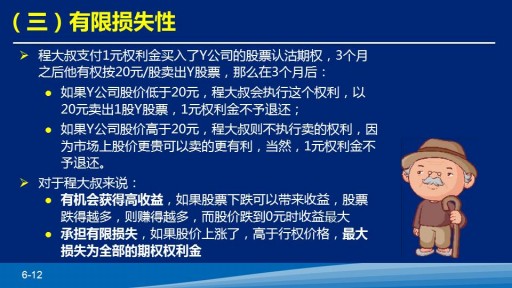 （三）有限损失性
程大叔支付1元权利金买入了Y公司的股票认沽期权，3个月
之后他有权按20元/股卖出Y股票，那么在3个月后：
如果Y公司股价低于20元，程大叔会执行这个权利，以
20元卖出1股Y股票，1元权利金不予退还；
如果Y公司股价高于20元，程大叔则不执行卖的权利，因
为市场上股价更贵可以卖的更有利，当然，1元权利金不
予退还。
对于程大叔来说：
有机会获得高收益，如果股票下跌可以带来收益，股票
跌得越多，则赚得越多，而股价跌到0元时收益最大
承担有限损失，如果股价上涨了，高于行权价格，最大
损失为全部的期权权利金
6-12